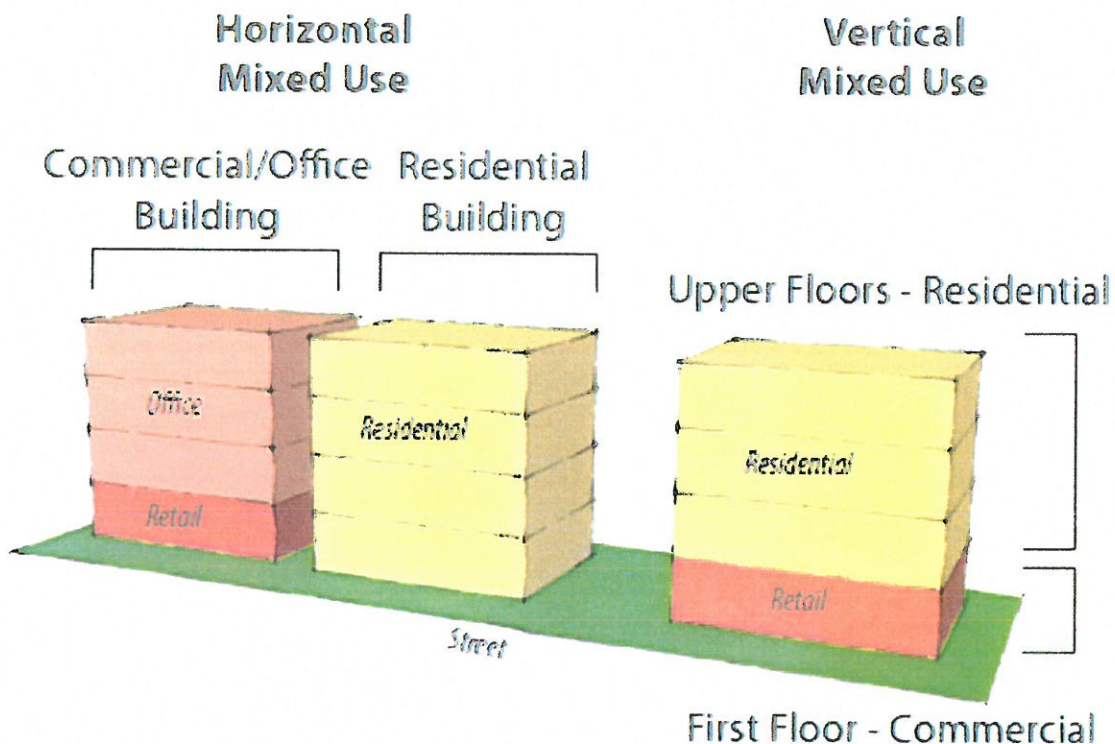 Horizontal
Mixed Use
Vertical
Mixed Use
Commercial/Office
Building
Residential
Building
Upper Floors - Residential
Office
Residential
Residential
Retail
Retail
Street
First Floor - Commercial